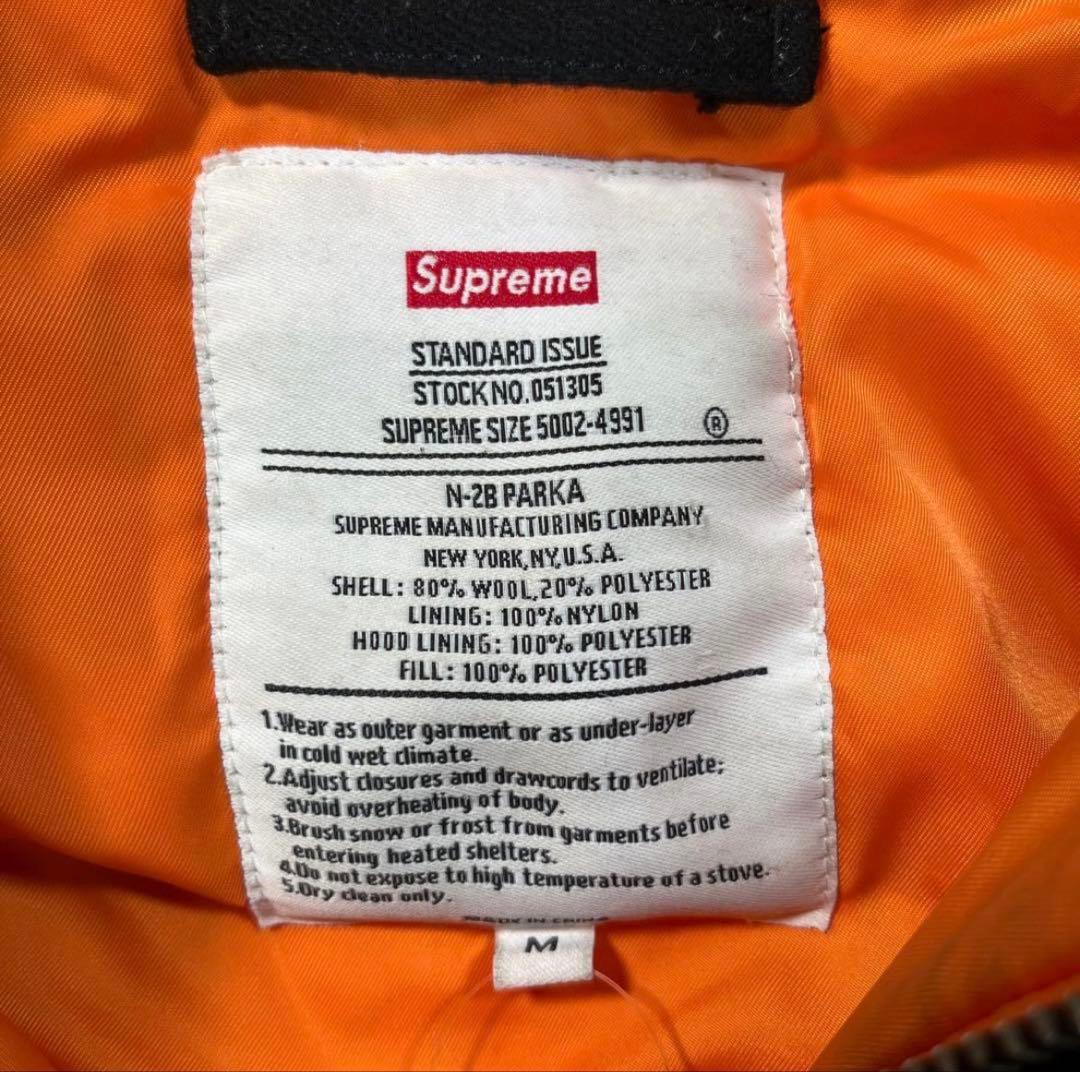 Supreme
STANDARD ISSUE
STOCK NO. 051305
SUPREME SIZE 5002-4991 ®
N-2B PARKA
SUPREME MANUFACTURING COMPANY
NEW YORK, NY, U.S.A.
SHELL: 80% WOOL, 20% POLYESTER
LINING: 100% NYLON
HOOD LINING: 100% POLYESTER
FILL: 100% POLYESTER
1.Wear as outer garment or as under-layer
in cold wet climate.
2.Adjust closures and drawcords to ventilate;
avoid overheating of body.
3.Brush snow or frost from garments before
entering heated shelters.
4.Do not expose to high temperature of a stove.
5.Dry clean only.
MADE IN CHINA
M